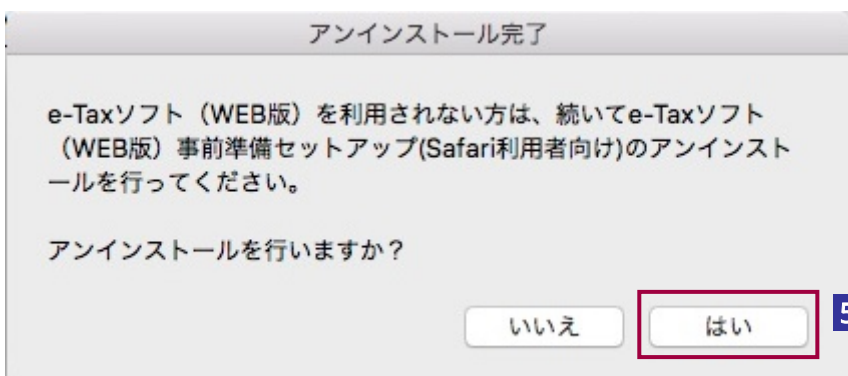 アンインストール完了
e-Taxソフト（WEB版）を利用されない方は、続いてe-Taxソフト
（WEB版）事前準備セットアップ(Safari利用者向け)のアンインスト
ールを行ってください。
アンインストールを行いますか？
いいえ はい 5